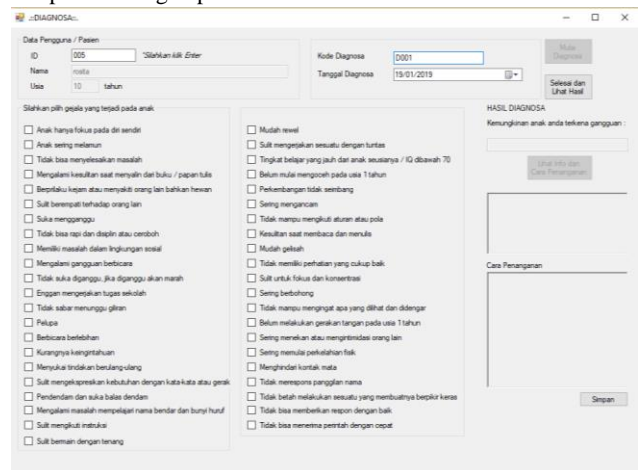 .::DIAGNOSA::.
Data Pengguna / Pasien
ID 005 *Silahkan klik Enter
Nama rosita
Usia 10 tahun
Kode Diagnosa D001
Tanggal Diagnosa 19/01/2019
Mulai Diagnosa
Selesai dan Lihat Hasil
Silahkan pilih gejala yang terjadi pada anak
Anak hanya fokus pada diri sendiri
Anak sering melamun
Tidak bisa menyelesaikan masalah
Mengalami kesulitan saat menyalin dari buku / papan tulis
Berprilaku kejam atau menyakiti orang lain bahkan hewan
Sulit berempati terhadap orang lain
Suka mengganggu
Tidak bisa rapi dan disiplin atau ceroboh
Memiliki masalah dalam lingkungan sosial
Mengalami gangguan berbicara
Tidak suka diganggu, jika diganggu akan marah
Enggan mengerjakan tugas sekolah
Tidak sabar menunggu giliran
Pelupa
Berbicara berlebihan
Kurangnya keingintahuan
Menyukai tindakan berulang-ulang
Sulit mengekspresikan kebutuhan dengan kata-kata atau gerak
Pendendam dan suka balas dendam
Mengalami masalah mempelajari nama bendar dan bunyi huruf
Sulit mengikuti instruksi
Sulit bermain dengan tenang
Mudah rewel
Sulit mengerjakan sesuatu dengan tuntas
Tingkat belajar yang jauh dari anak seusianya / IQ dibawah 70
Belum mulai mengoceh pada usia 1 tahun
Perkembangan tidak seimbang
Sering mengancam
Tidak mampu mengikuti aturan atau pola
Kesulitan saat membaca dan menulis
Mudah gelisah
Tidak memiliki perhatian yang cukup baik
Sulit untuk fokus dan konsentrasi
Sering berbohong
Tidak mampu mengingat apa yang dilihat dan didengar
Belum melakukan gerakan tangan pada usia 1 tahun
Sering menekan atau mengintimidasi orang lain
Sering memulai perkelahian fisik
Menghindari kontak mata
Tidak merespons panggilan nama
Tidak betah melakukan sesuatu yang membuatnya berpikir keras
Tidak bisa memberikan respon dengan baik
Tidak bisa menerima perintah dengan cepat
HASIL DIAGNOSA
Kemungkinan anak anda terkena gangguan :
Lihat Info dan Cara Penanganan
Cara Penanganan
Simpan